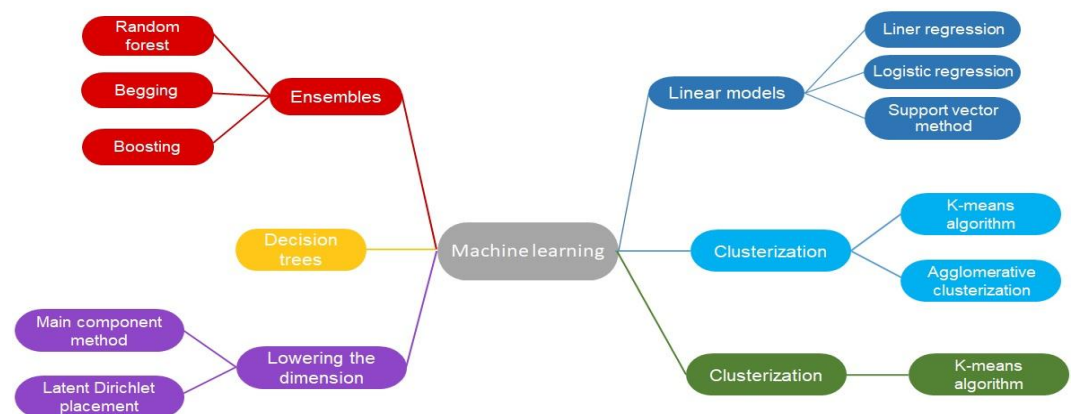 Random
forest
Begging
Boosting
Ensembles
Decision
trees
Main component
method
Latent Dirichlet
placement
Lowering the
dimension
Machine learning
Linear models
Liner regression
Logistic regression
Support vector
method
Clusterization
K-means
algorithm
Agglomerative
clusterization
Clusterization
K-means
algorithm